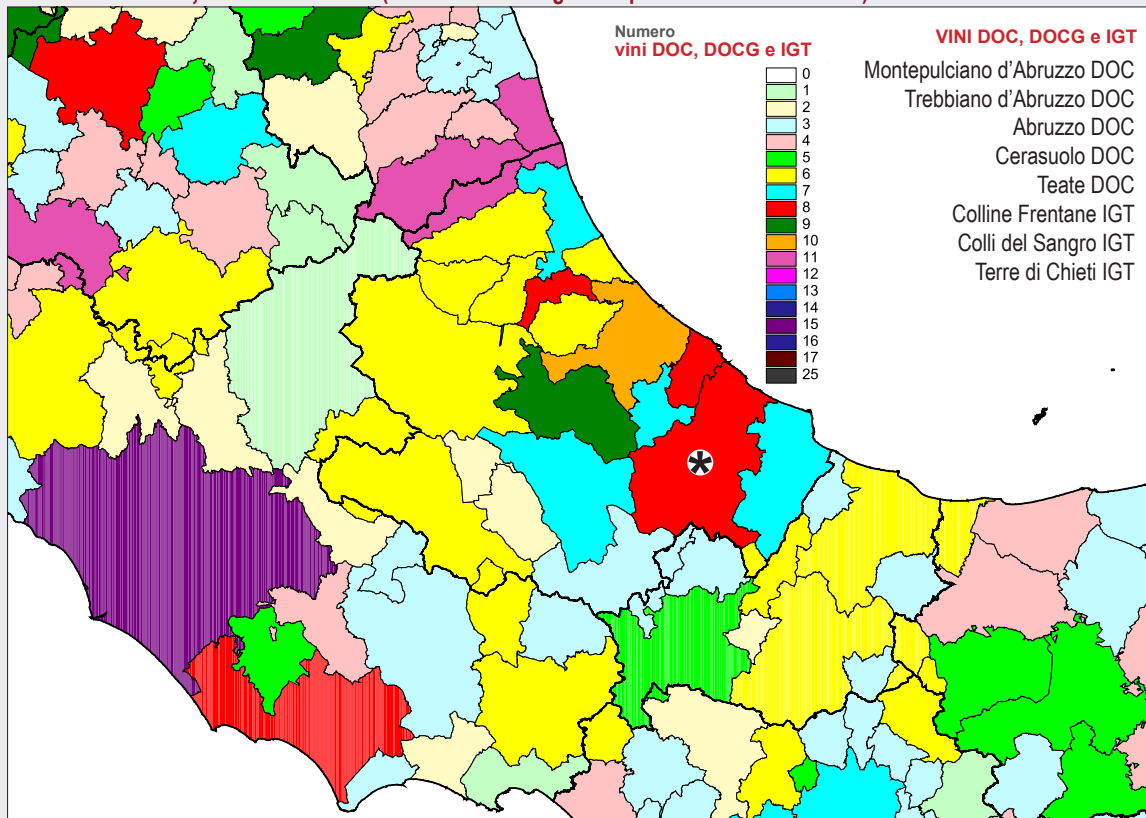 Numero
vini DOC, DOCG e IGT
0
1
2
3
4
5
6
7
8
9
10
11
12
13
14
15
16
17
25
VINI DOC, DOCG e IGT
Montepulciano d'Abruzzo DOC
Trebbiano d'Abruzzo DOC
Abruzzo DOC
Cerasuolo DOC
Teate DOC
Colline Frentane IGT
Colli del Sangro IGT
Terre di Chieti IGT
*